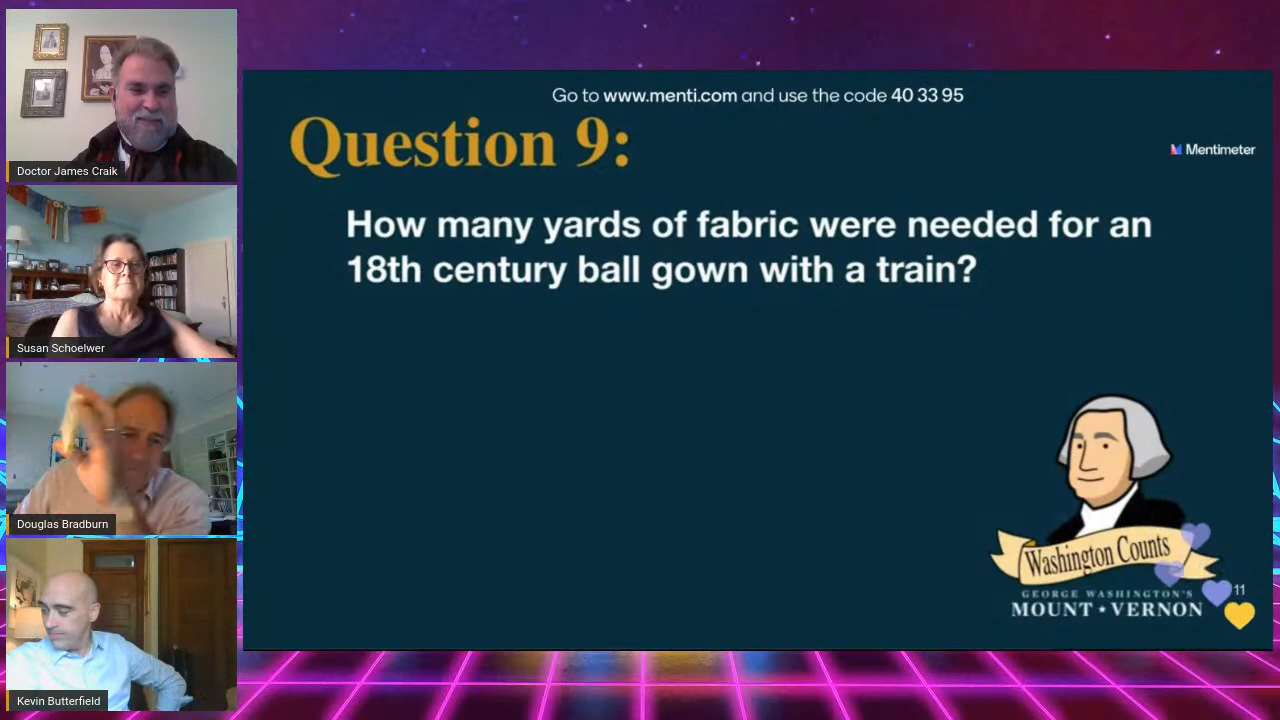 Doctor James Craik
Susan Schoelwer
Douglas Bradburn
Kevin Butterfield
Go to www.menti.com and use the code 40 33 95
Question 9:
Mentimeter
How many yards of fabric were needed for an
18th century ball gown with a train?
Washington Counts
GEORGE WASHINGTON'S
MOUNT ★ VERNON
11